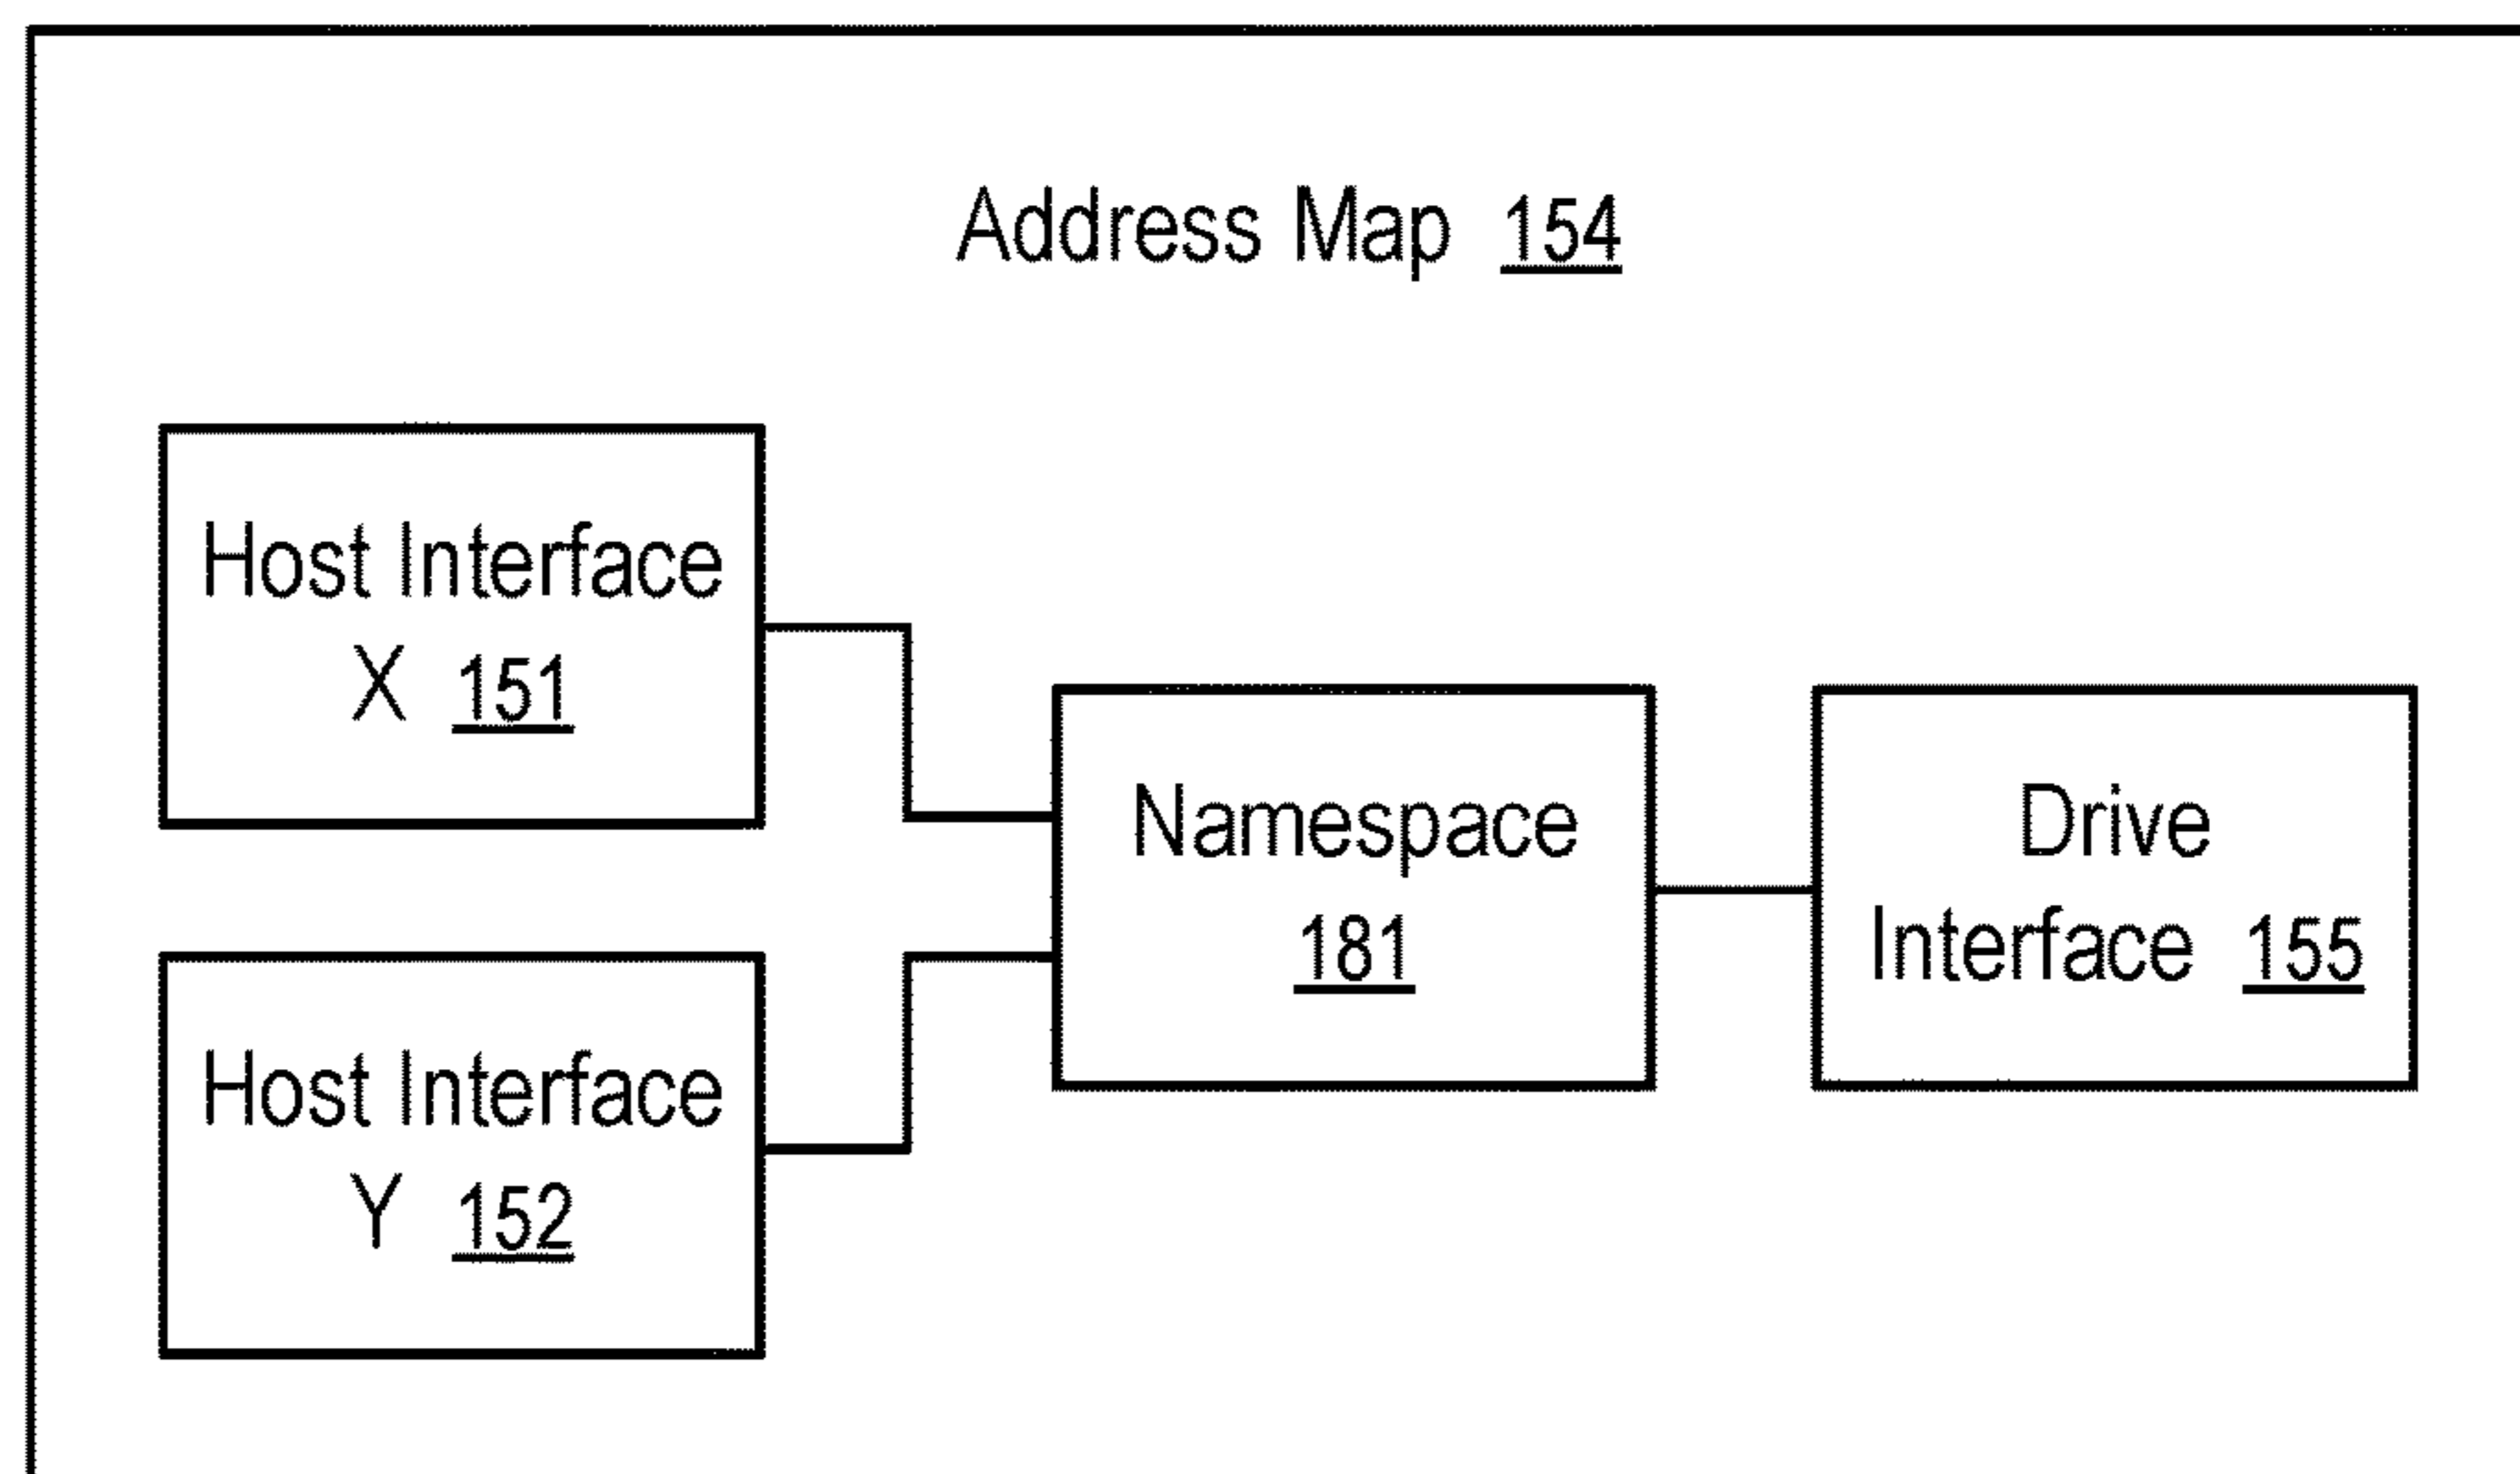 Address Map 154
Host Interface
X 151
Host Interface
Y 152
Namespace
181
Drive
Interface 155